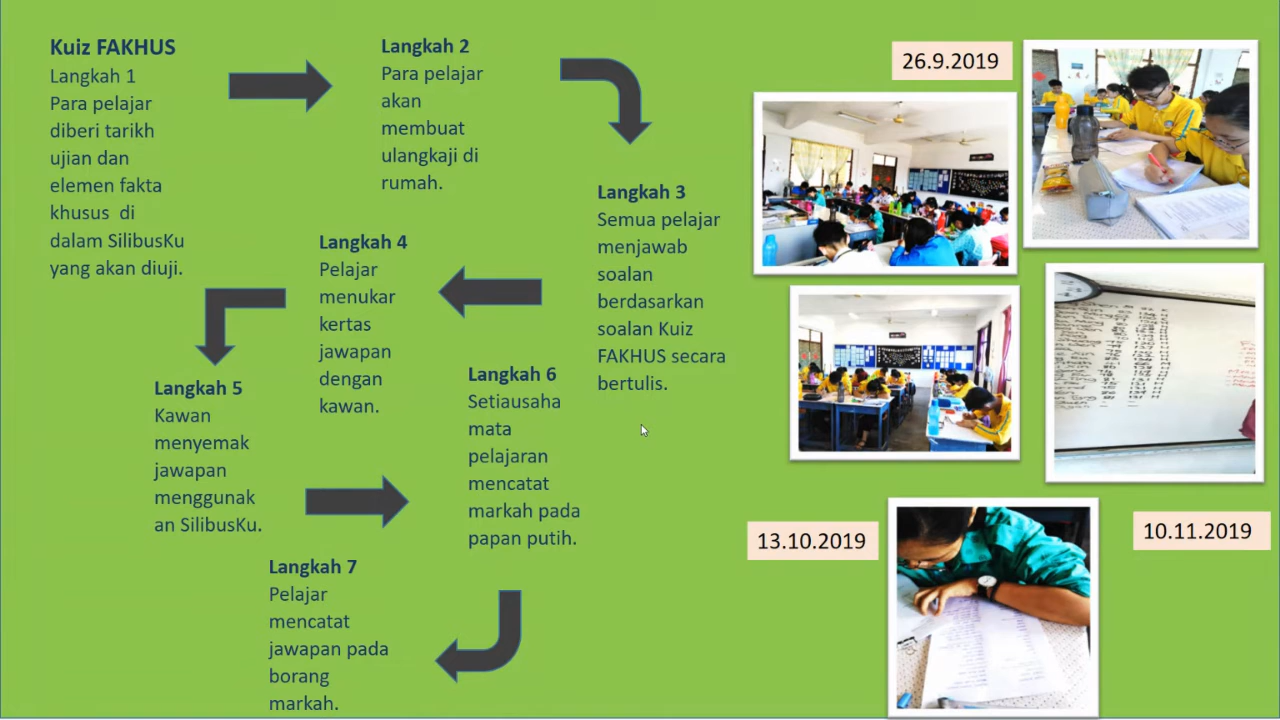 Kuiz FAKHUS
Langkah 1
Para pelajar
diberi tarikh
ujian dan
elemen fakta
khusus di
dalam SilibusKu
yang akan diuji.
Langkah 2
Para pelajar
akan
membuat
ulangkaji di
rumah.
Langkah 3
Semua pelajar
menjawab
soalan
berdasarkan
soalan Kuiz
FAKHUS secara
bertulis.
Langkah 4
Pelajar
menukar
kertas
jawapan
dengan
kawan.
Langkah 5
Kawan
menyemak
jawapan
menggunak
an SilibusKu.
Langkah 6
Setiausaha
mata
pelajaran
mencatat
markah pada
papan putih.
Langkah 7
Pelajar
mencatat
jawapan pada
borang
markah.
26.9.2019
13.10.2019
10.11.2019